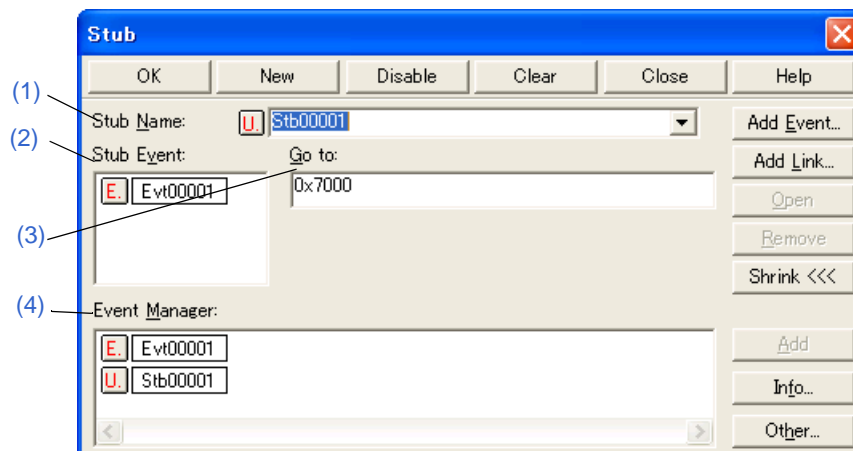 Stub
OK New Disable Clear Close Help
(1) Stub Name: U. Stb00001 Add Event...
(2) Stub Event: Go to: Add Link...
E. Evt00001 0x7000
Open
(3) Remove
Shrink <<<
(4) Event Manager:
E. Evt00001 Add
U. Stb00001
Info...
Other...